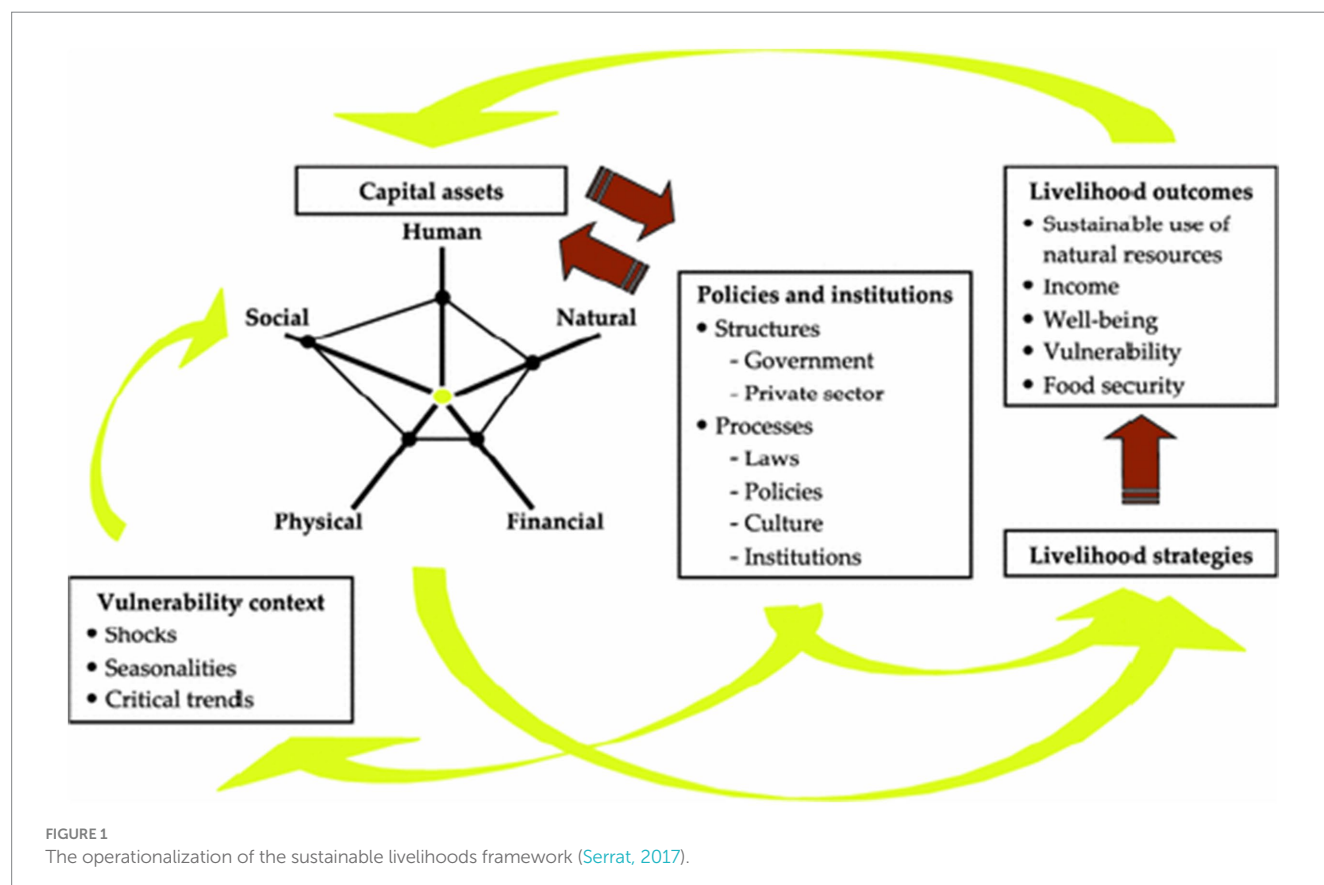 Capital assets
Human
Social
Natural
Physical
Financial
Policies and institutions
• Structures
- Government
- Private sector
• Processes
- Laws
- Policies
- Culture
- Institutions
Livelihood outcomes
• Sustainable use of
natural resources
• Income
• Well-being
• Vulnerability
• Food security
Livelihood strategies
Vulnerability context
• Shocks
• Seasonalities
• Critical trends
FIGURE 1
The operationalization of the sustainable livelihoods framework (Serrat, 2017).